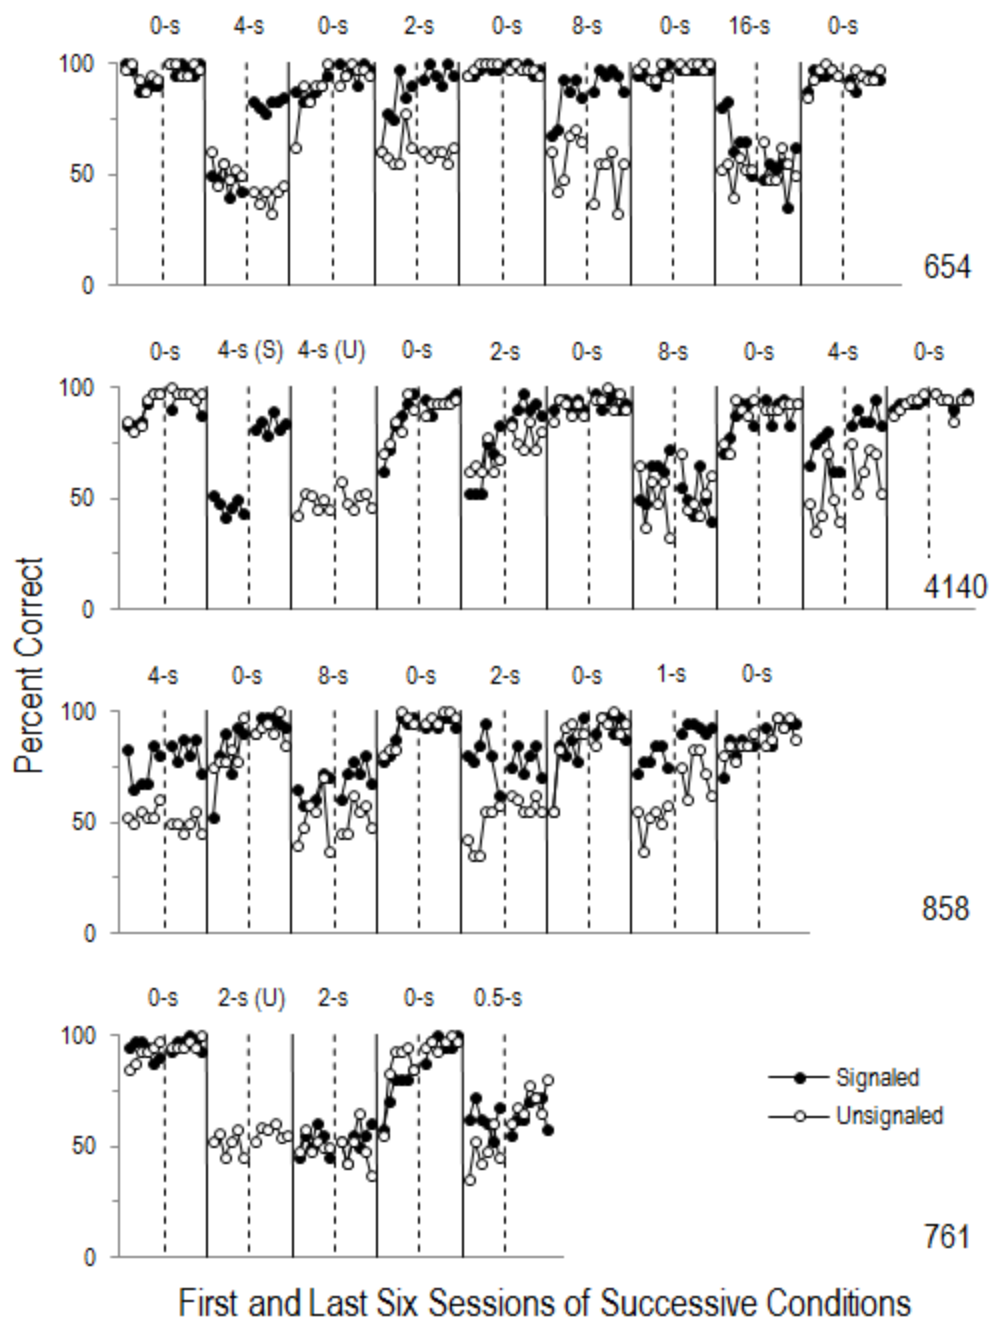 0-s 4-s 0-s 2-s 0-s 8-s 0-s 16-s 0-s
100
50
0
654
0-s 4-s (S) 4-s (U) 0-s 2-s 0-s 8-s 0-s 4-s 0-s
100
50
0
4140
Percent Correct
4-s 0-s 8-s 0-s 2-s 0-s 1-s 0-s
100
50
0
858
0-s 2-s (U) 2-s 0-s 0.5-s
100
50
0
Signaled
Unsignaled
761
First and Last Six Sessions of Successive Conditions